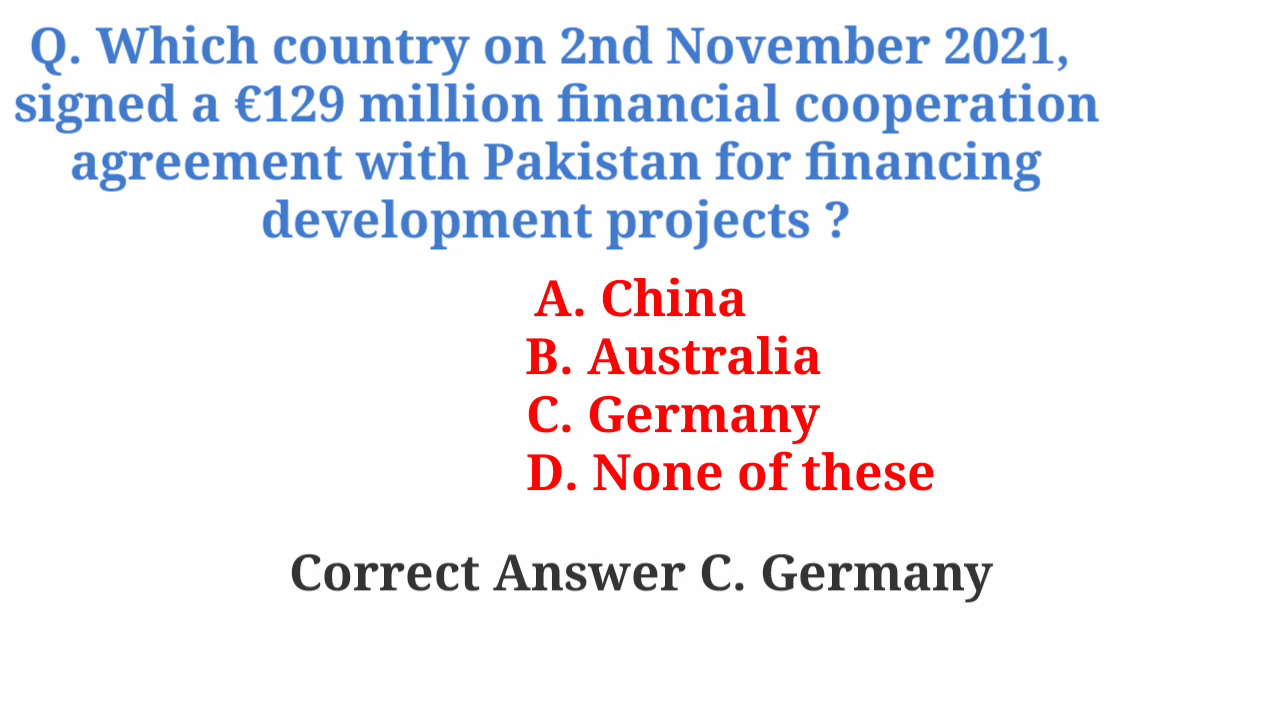 Q. Which country on 2nd November 2021,
signed a €129 million financial cooperation
agreement with Pakistan for financing
development projects ?
A. China
B. Australia
C. Germany
D. None of these
Correct Answer C. Germany